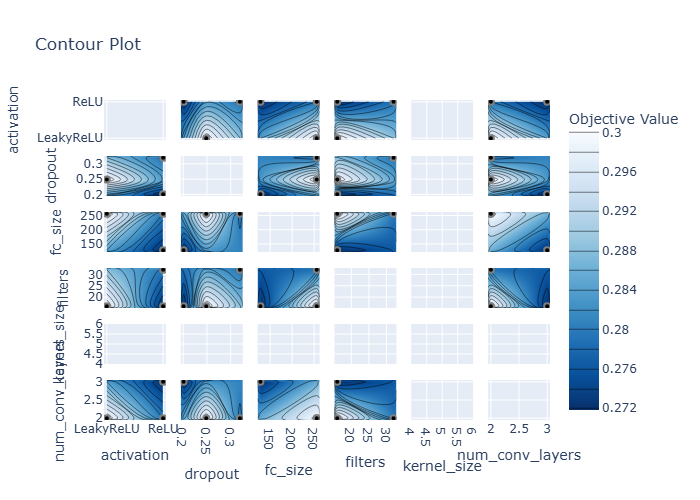 Contour Plot
activation
ReLU
LeakyReLU
dropout
0.3
0.25
0.2
fc_size
250
200
150
filters
30
25
20
kernel_size
6
5.5
5
4.5
4
num_conv_layers
3
2.5
2
LeakyReLU ReLU
0.2 0.25 0.3
150 200 250
20 25 30
4 4.5 5 5.5 6
2 2.5 3
activation dropout fc_size filters kernel_size num_conv_layers
Objective Value
0.3
0.296
0.292
0.288
0.284
0.28
0.276
0.272